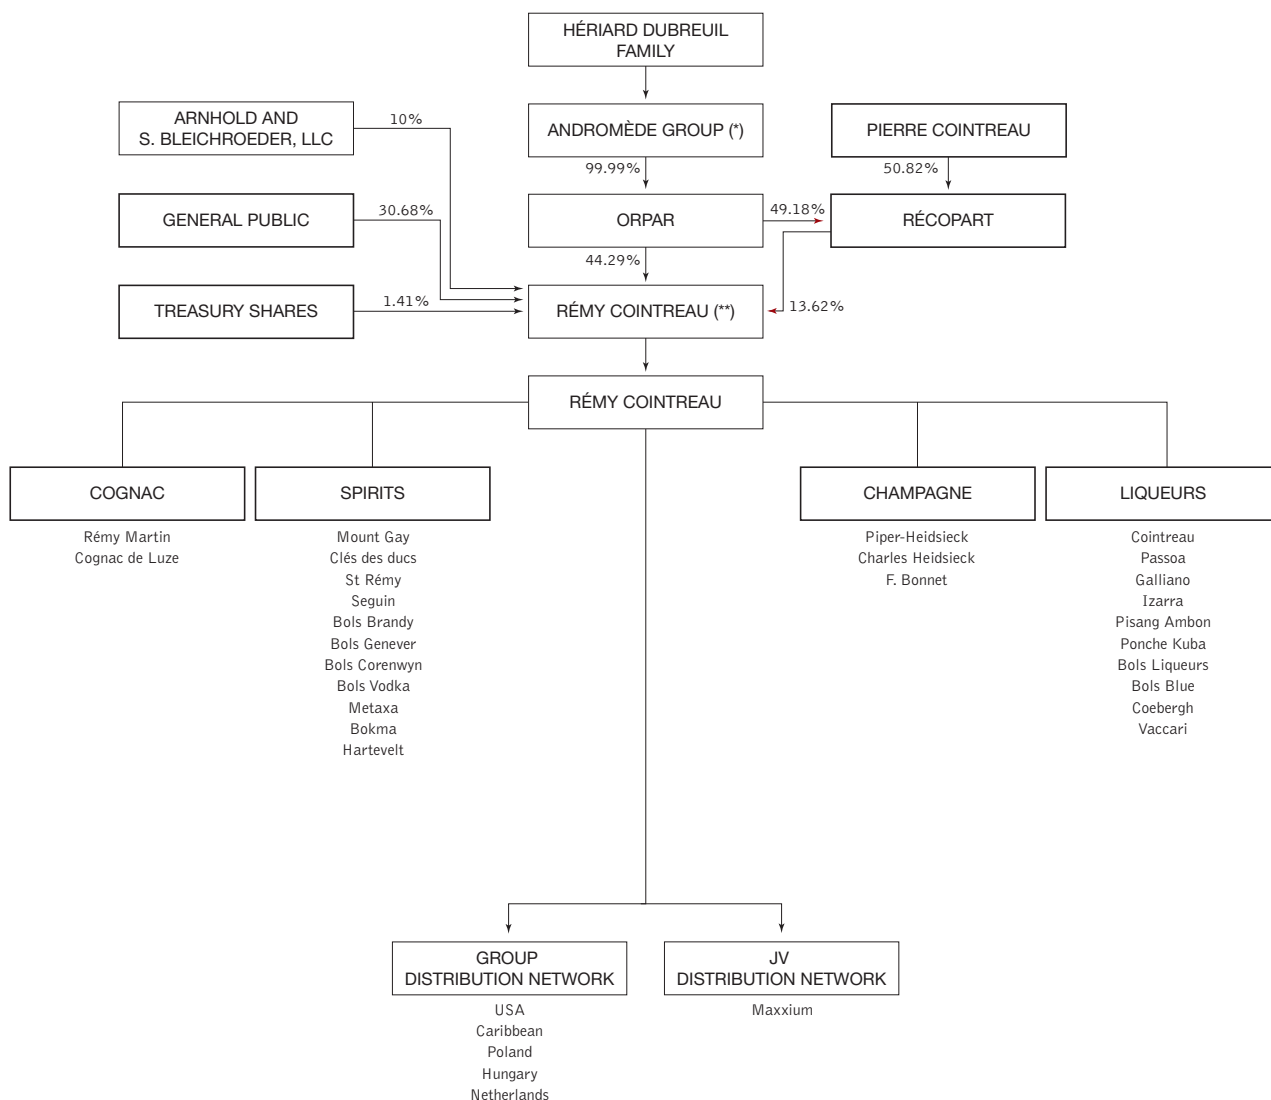 HÉRIARD DUBREUIL
FAMILY
ARNHOLD AND
S. BLEICHROEDER, LLC
10%
ANDROMÈDE GROUP (*)
PIERRE COINTREAU
99.99%
50.82%
GENERAL PUBLIC
30.68%
ORPAR
49.18%
RÉCOPART
44.29%
TREASURY SHARES
1.41%
RÉMY COINTREAU (**)
13.62%
RÉMY COINTREAU
COGNAC
Rémy Martin
Cognac de Luze
SPIRITS
Mount Gay
Clés des ducs
St Rémy
Seguin
Bols Brandy
Bols Genever
Bols Corenwyn
Bols Vodka
Metaxa
Bokma
Hartevelt
CHAMPAGNE
Piper-Heidsieck
Charles Heidsieck
F. Bonnet
LIQUEURS
Cointreau
Passoa
Galliano
Izarra
Pisang Ambon
Ponche Kuba
Bols Liqueurs
Bols Blue
Coebergh
Vaccari
GROUP
DISTRIBUTION NETWORK
USA
Caribbean
Poland
Hungary
Netherlands
JV
DISTRIBUTION NETWORK
Maxxium